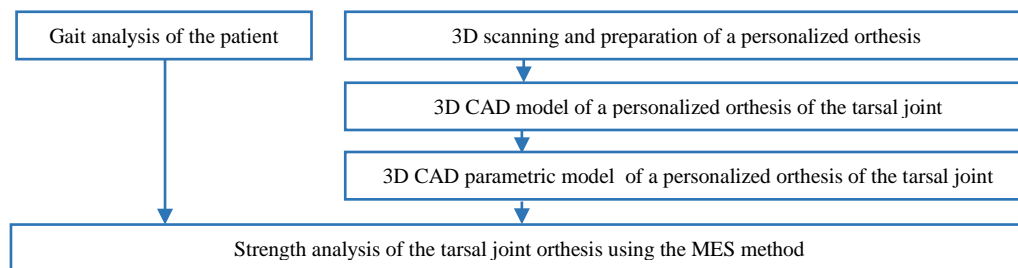 Gait analysis of the patient
3D scanning and preparation of a personalized orthesis
3D CAD model of a personalized orthesis of the tarsal joint
3D CAD parametric model of a personalized orthesis of the tarsal joint
Strength analysis of the tarsal joint orthesis using the MES method